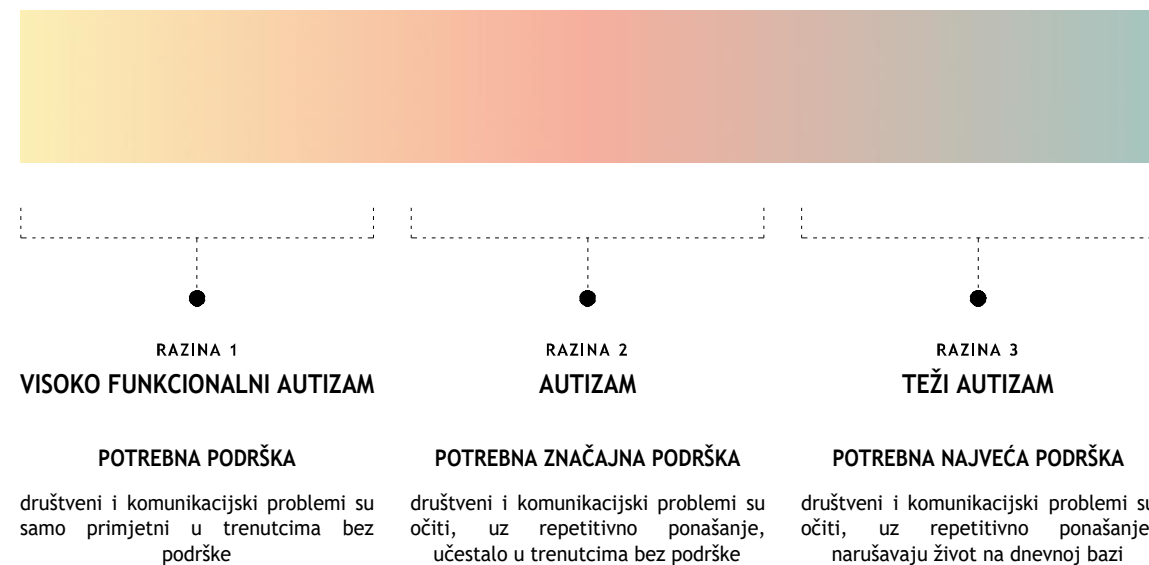 RAZINA 1
VISOKO FUNKCIONALNI AUTIZAM
POTREBNA PODRŠKA
društveni i komunikacijski problemi su
samo primjetni u trenutcima bez
podrške
RAZINA 2
AUTIZAM
POTREBNA ZNAČAJNA PODRŠKA
društveni i komunikacijski problemi su
očiti, uz repetitivno ponašanje,
učestalo u trenutcima bez podrške
RAZINA 3
TEŽI AUTIZAM
POTREBNA NAJVEĆA PODRŠKA
društveni i komunikacijski problemi su
očiti, uz repetitivno ponašanje
narušavaju život na dnevnoj bazi